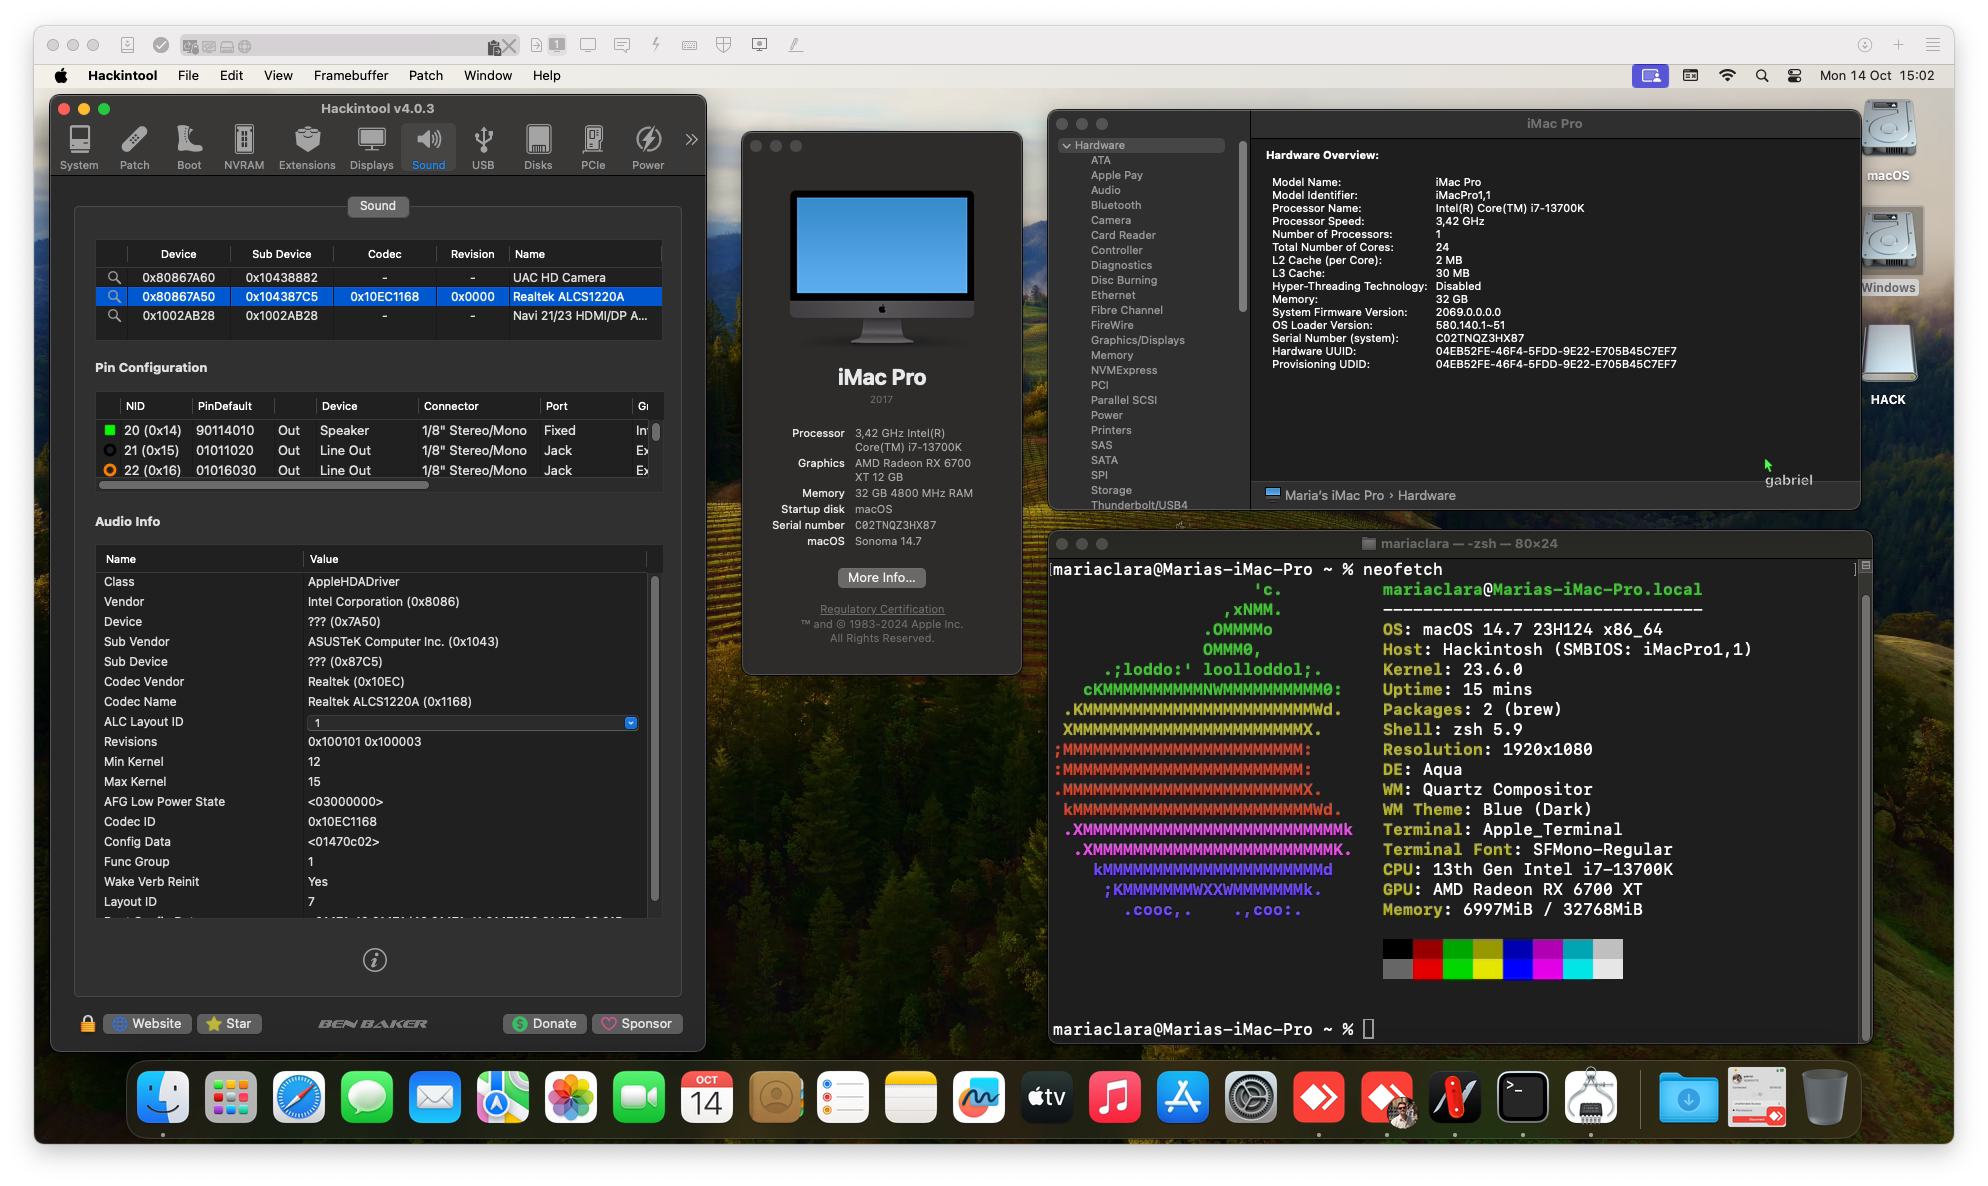 1
Hackintool File Edit View Framebuffer Patch Window Help
Mon 14 Oct 15:02
Hackintool v4.0.3
System Patch Boot NVRAM Extensions Displays Sound USB Disks PCIe Power
Sound
Device Sub Device Codec Revision Name
0x80867A60 0x10438882 - - UAC HD Camera
0x80867A50 0x104387C5 0x10EC1168 0x0000 Realtek ALCS1220A
0x1002AB28 0x1002AB28 - - Navi 21/23 HDMI/DP A...
Pin Configuration
NID PinDefault Device Connector Port
20 (0x14) 90114010 Out Speaker 1/8" Stereo/Mono Fixed
21 (0x15) 01011020 Out Line Out 1/8" Stereo/Mono Jack
22 (0x16) 01016030 Out Line Out 1/8" Stereo/Mono Jack
Audio Info
Name Value
Class AppleHDADriver
Vendor Intel Corporation (0x8086)
Device ??? (0x7A50)
Sub Vendor ASUSTeK Computer Inc. (0x1043)
Sub Device ??? (0x87C5)
Codec Vendor Realtek (0x10EC)
Codec Name Realtek ALCS1220A (0x1168)
ALC Layout ID 1
Revisions 0x100101 0x100003
Min Kernel 12
Max Kernel 15
AFG Low Power State <03000000>
Codec ID 0x10EC1168
Config Data <01470c02>
Func Group 1
Wake Verb Reinit Yes
Layout ID 7
Website Star BEN BAKER Donate Sponsor
iMac Pro
2017
Processor 3,42 GHz Intel(R)
Core(TM) i7-13700K
Graphics AMD Radeon RX 6700
XT 12 GB
Memory 32 GB 4800 MHz RAM
Startup disk macOS
Serial number C02TNQZ3HX87
macOS Sonoma 14.7
More Info...
Regulatory Certification
™ and © 1983-2024 Apple Inc.
All Rights Reserved.
iMac Pro
Hardware
ATA
Apple Pay
Audio
Bluetooth
Camera
Card Reader
Controller
Diagnostics
Disc Burning
Ethernet
Fibre Channel
FireWire
Graphics/Displays
Memory
NVMExpress
PCI
Parallel SCSI
Power
Printers
SAS
SATA
SPI
Storage
Thunderbolt/USB4
Hardware Overview:
Model Name: iMac Pro
Model Identifier: iMacPro1,1
Processor Name: Intel(R) Core(TM) i7-13700K
Processor Speed: 3,42 GHz
Number of Processors: 1
Total Number of Cores: 24
L2 Cache (per Core): 2 MB
L3 Cache: 30 MB
Hyper-Threading Technology: Disabled
Memory: 32 GB
System Firmware Version: 2069.0.0.0.0
OS Loader Version: 580.140.1~51
Serial Number (system): C02TNQZ3HX87
Hardware UUID: 04EB52FE-46F4-5FDD-9E22-E705B45C7EF7
Provisioning UDID: 04EB52FE-46F4-5FDD-9E22-E705B45C7EF7
gabriel
Maria's iMac Pro › Hardware
macOS
Windows
HACK
mariaclara — -zsh — 80×24
[mariaclara@Marias-iMac-Pro ~ % neofetch ]
'c. mariaclara@Marias-iMac-Pro.local
,xNMM. --------------------------------
.OMMMMo OS: macOS 14.7 23H124 x86_64
OMMM0, Host: Hackintosh (SMBIOS: iMacPro1,1)
.;loddo:' loolloddol;. Kernel: 23.6.0
cKMMMMMMMMMMNWMMMMMMMMMM0: Uptime: 15 mins
.KMMMMMMMMMMMMMMMMMMMMMMMWd. Packages: 2 (brew)
XMMMMMMMMMMMMMMMMMMMMMMMX. Shell: zsh 5.9
;MMMMMMMMMMMMMMMMMMMMMMMM: Resolution: 1920x1080
:MMMMMMMMMMMMMMMMMMMMMMMM: DE: Aqua
.MMMMMMMMMMMMMMMMMMMMMMMMX. WM: Quartz Compositor
kMMMMMMMMMMMMMMMMMMMMMMMMWd. WM Theme: Blue (Dark)
.XMMMMMMMMMMMMMMMMMMMMMMMMMMk Terminal: Apple_Terminal
.XMMMMMMMMMMMMMMMMMMMMMMMMK. Terminal Font: SFMono-Regular
kMMMMMMMMMMMMMMMMMMMMMMd CPU: 13th Gen Intel i7-13700K
;KMMMMMMMWXXWMMMMMMMk. GPU: AMD Radeon RX 6700 XT
.cooc,. .,coo:. Memory: 6997MiB / 32768MiB
mariaclara@Marias-iMac-Pro ~ %
OCT
14
tv
>_